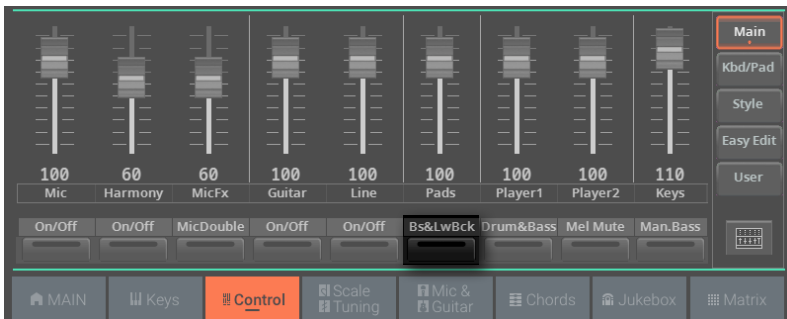 Main
Kbd/Pad
Style
Easy Edit
User
100 60 60 100 100 100 100 100 110
Mic Harmony MicFx Guitar Line Pads Player1 Player2 Keys
On/Off On/Off MicDouble On/Off On/Off Bs&LwBck Drum&Bass Mel Mute Man.Bass
MAIN Keys Control Scale Tuning Mic & Guitar Chords Jukebox Matrix